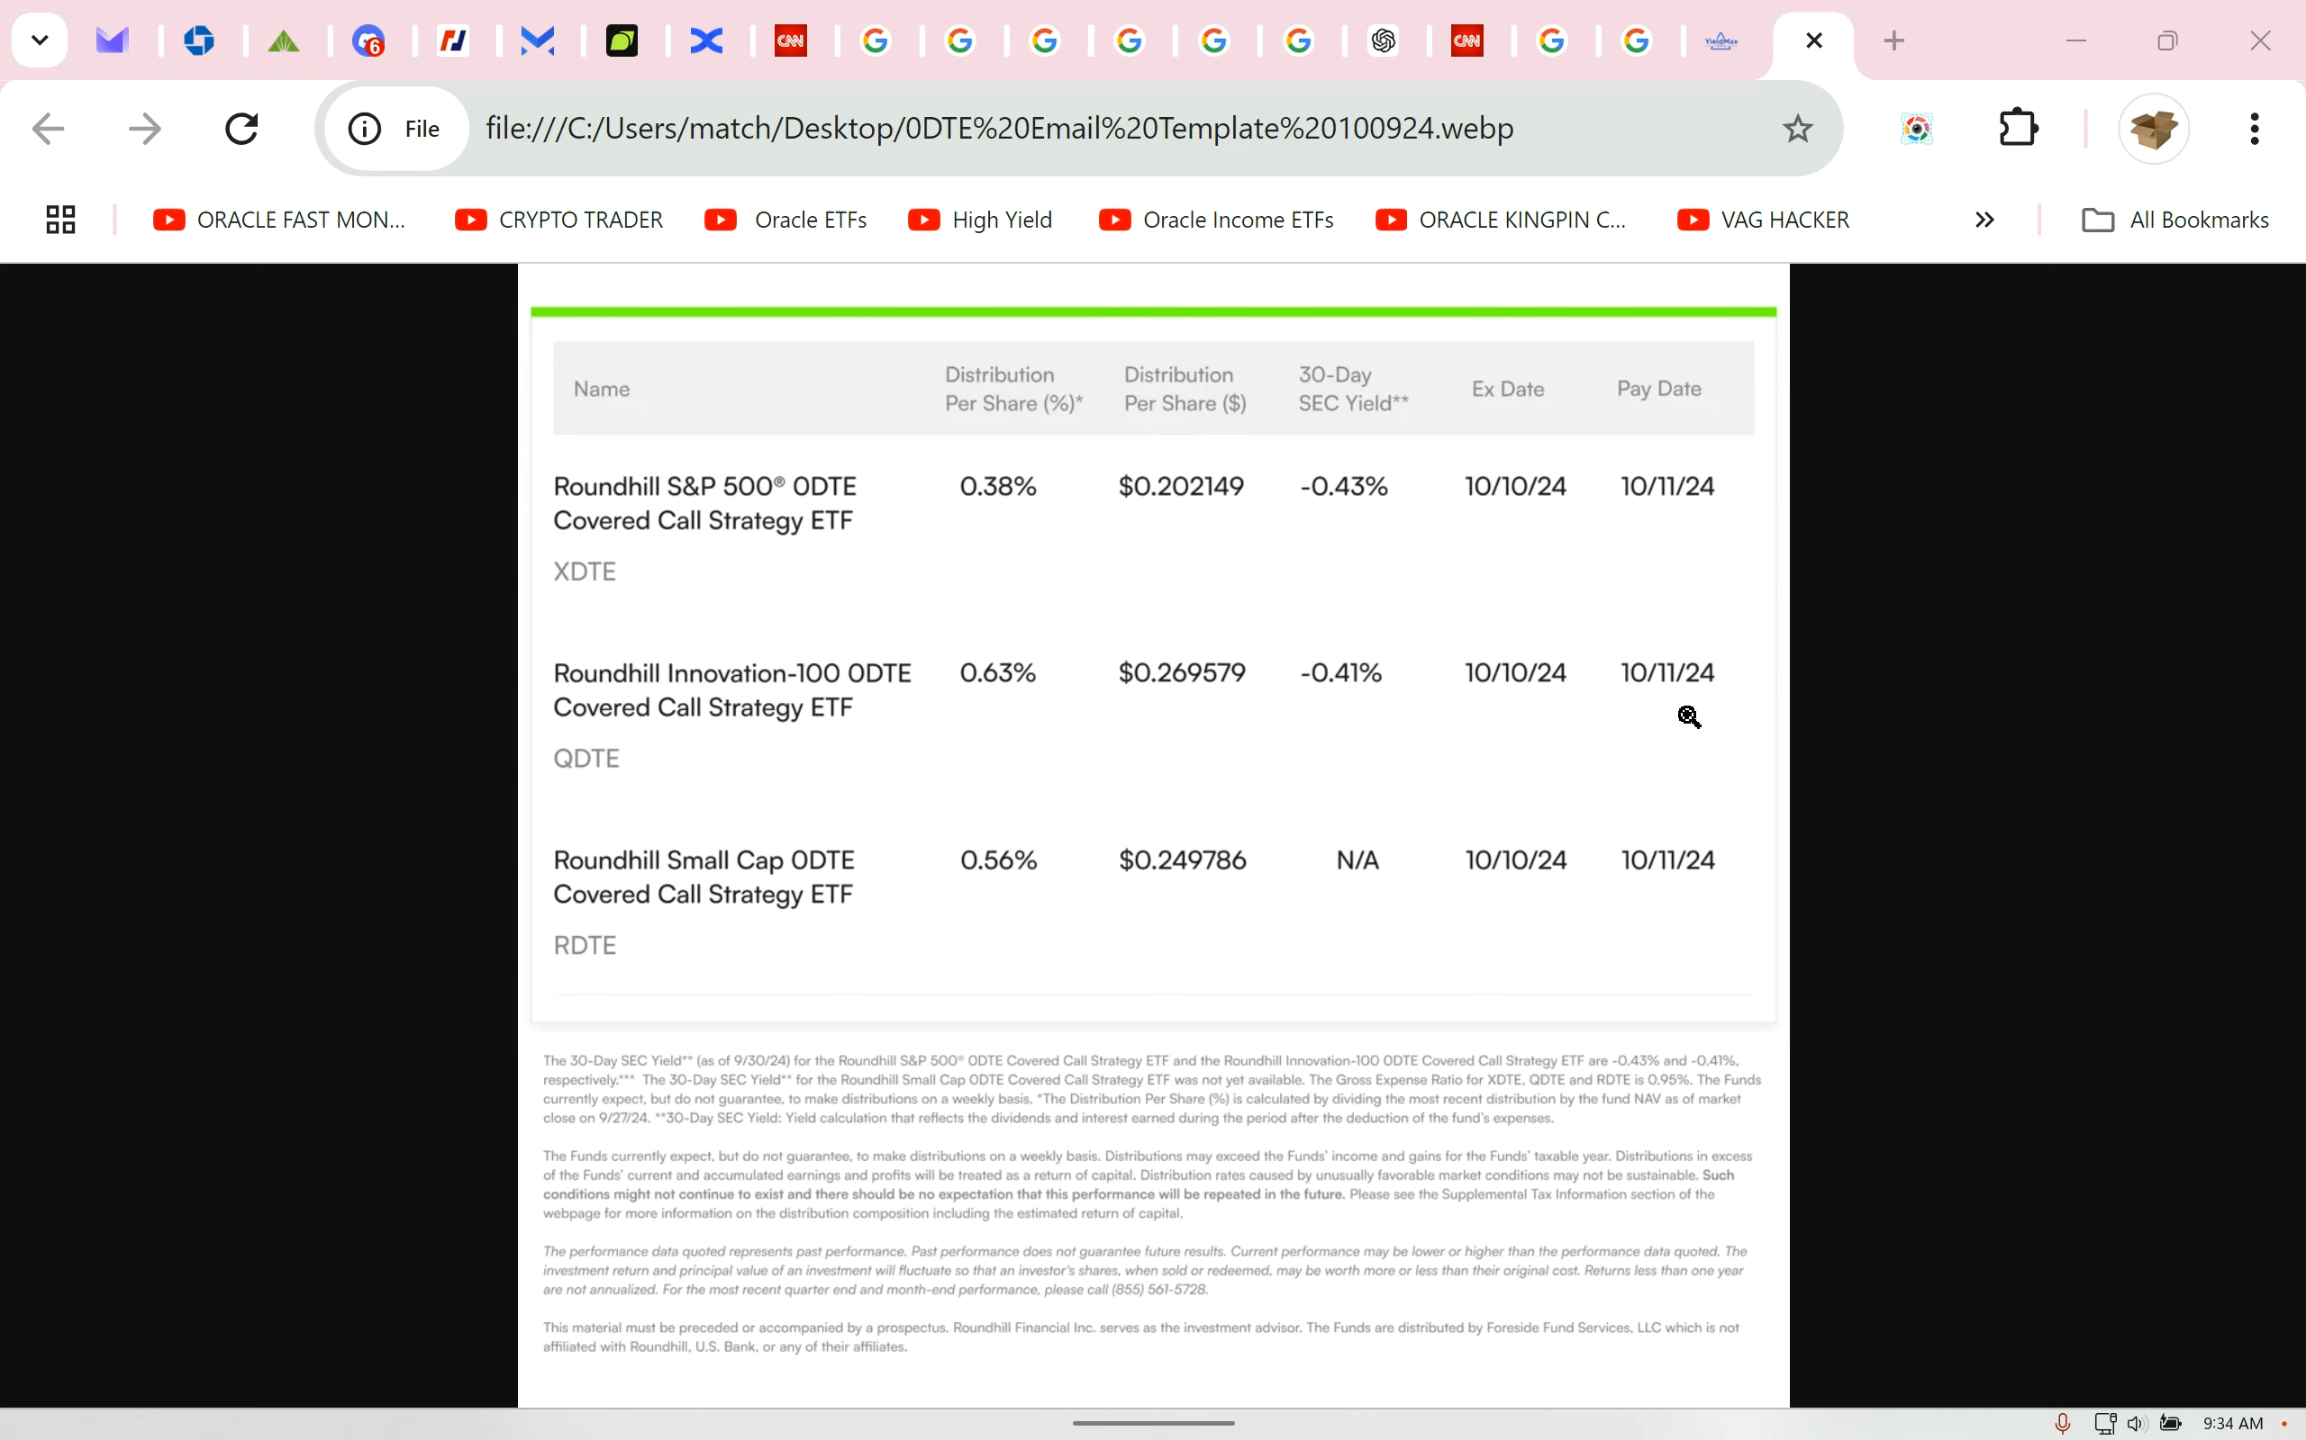 6
CNN
CNN
YieldMax
File
file:///C:/Users/match/Desktop/0DTE%20Email%20Template%20100924.webp
ORACLE FAST MON...
CRYPTO TRADER
Oracle ETFs
High Yield
Oracle Income ETFs
ORACLE KINGPIN C...
VAG HACKER
All Bookmarks
Name
Distribution Per Share (%)*
Distribution Per Share ($)
30-Day SEC Yield**
Ex Date
Pay Date
Roundhill S&P 500® 0DTE 0.38% $0.202149 -0.43% 10/10/24 10/11/24
Covered Call Strategy ETF
XDTE
Roundhill Innovation-100 0DTE 0.63% $0.269579 -0.41% 10/10/24 10/11/24
Covered Call Strategy ETF
QDTE
Roundhill Small Cap 0DTE 0.56% $0.249786 N/A 10/10/24 10/11/24
Covered Call Strategy ETF
RDTE
The 30-Day SEC Yield** (as of 9/30/24) for the Roundhill S&P 500® 0DTE Covered Call Strategy ETF and the Roundhill Innovation-100 0DTE Covered Call Strategy ETF are -0.43% and -0.41%,
respectively.*** The 30-Day SEC Yield** for the Roundhill Small Cap 0DTE Covered Call Strategy ETF was not yet available. The Gross Expense Ratio for XDTE, QDTE and RDTE is 0.95%. The Funds
currently expect, but do not guarantee, to make distributions on a weekly basis. *The Distribution Per Share (%) is calculated by dividing the most recent distribution by the fund NAV as of market
close on 9/27/24. **30-Day SEC Yield: Yield calculation that reflects the dividends and interest earned during the period after the deduction of the fund's expenses.
The Funds currently expect, but do not guarantee, to make distributions on a weekly basis. Distributions may exceed the Funds' income and gains for the Funds' taxable year. Distributions in excess
of the Funds' current and accumulated earnings and profits will be treated as a return of capital. Distribution rates caused by unusually favorable market conditions may not be sustainable. Such
conditions might not continue to exist and there should be no expectation that this performance will be repeated in the future. Please see the Supplemental Tax Information section of the
webpage for more information on the distribution composition including the estimated return of capital.
The performance data quoted represents past performance. Past performance does not guarantee future results. Current performance may be lower or higher than the performance data quoted. The
investment return and principal value of an investment will fluctuate so that an investor's shares, when sold or redeemed, may be worth more or less than their original cost. Returns less than one year
are not annualized. For the most recent quarter end and month-end performance, please call (855) 561-5728.
This material must be preceded or accompanied by a prospectus. Roundhill Financial Inc. serves as the investment advisor. The Funds are distributed by Foreside Fund Services, LLC which is not
affiliated with Roundhill, U.S. Bank, or any of their affiliates.
9:34 AM